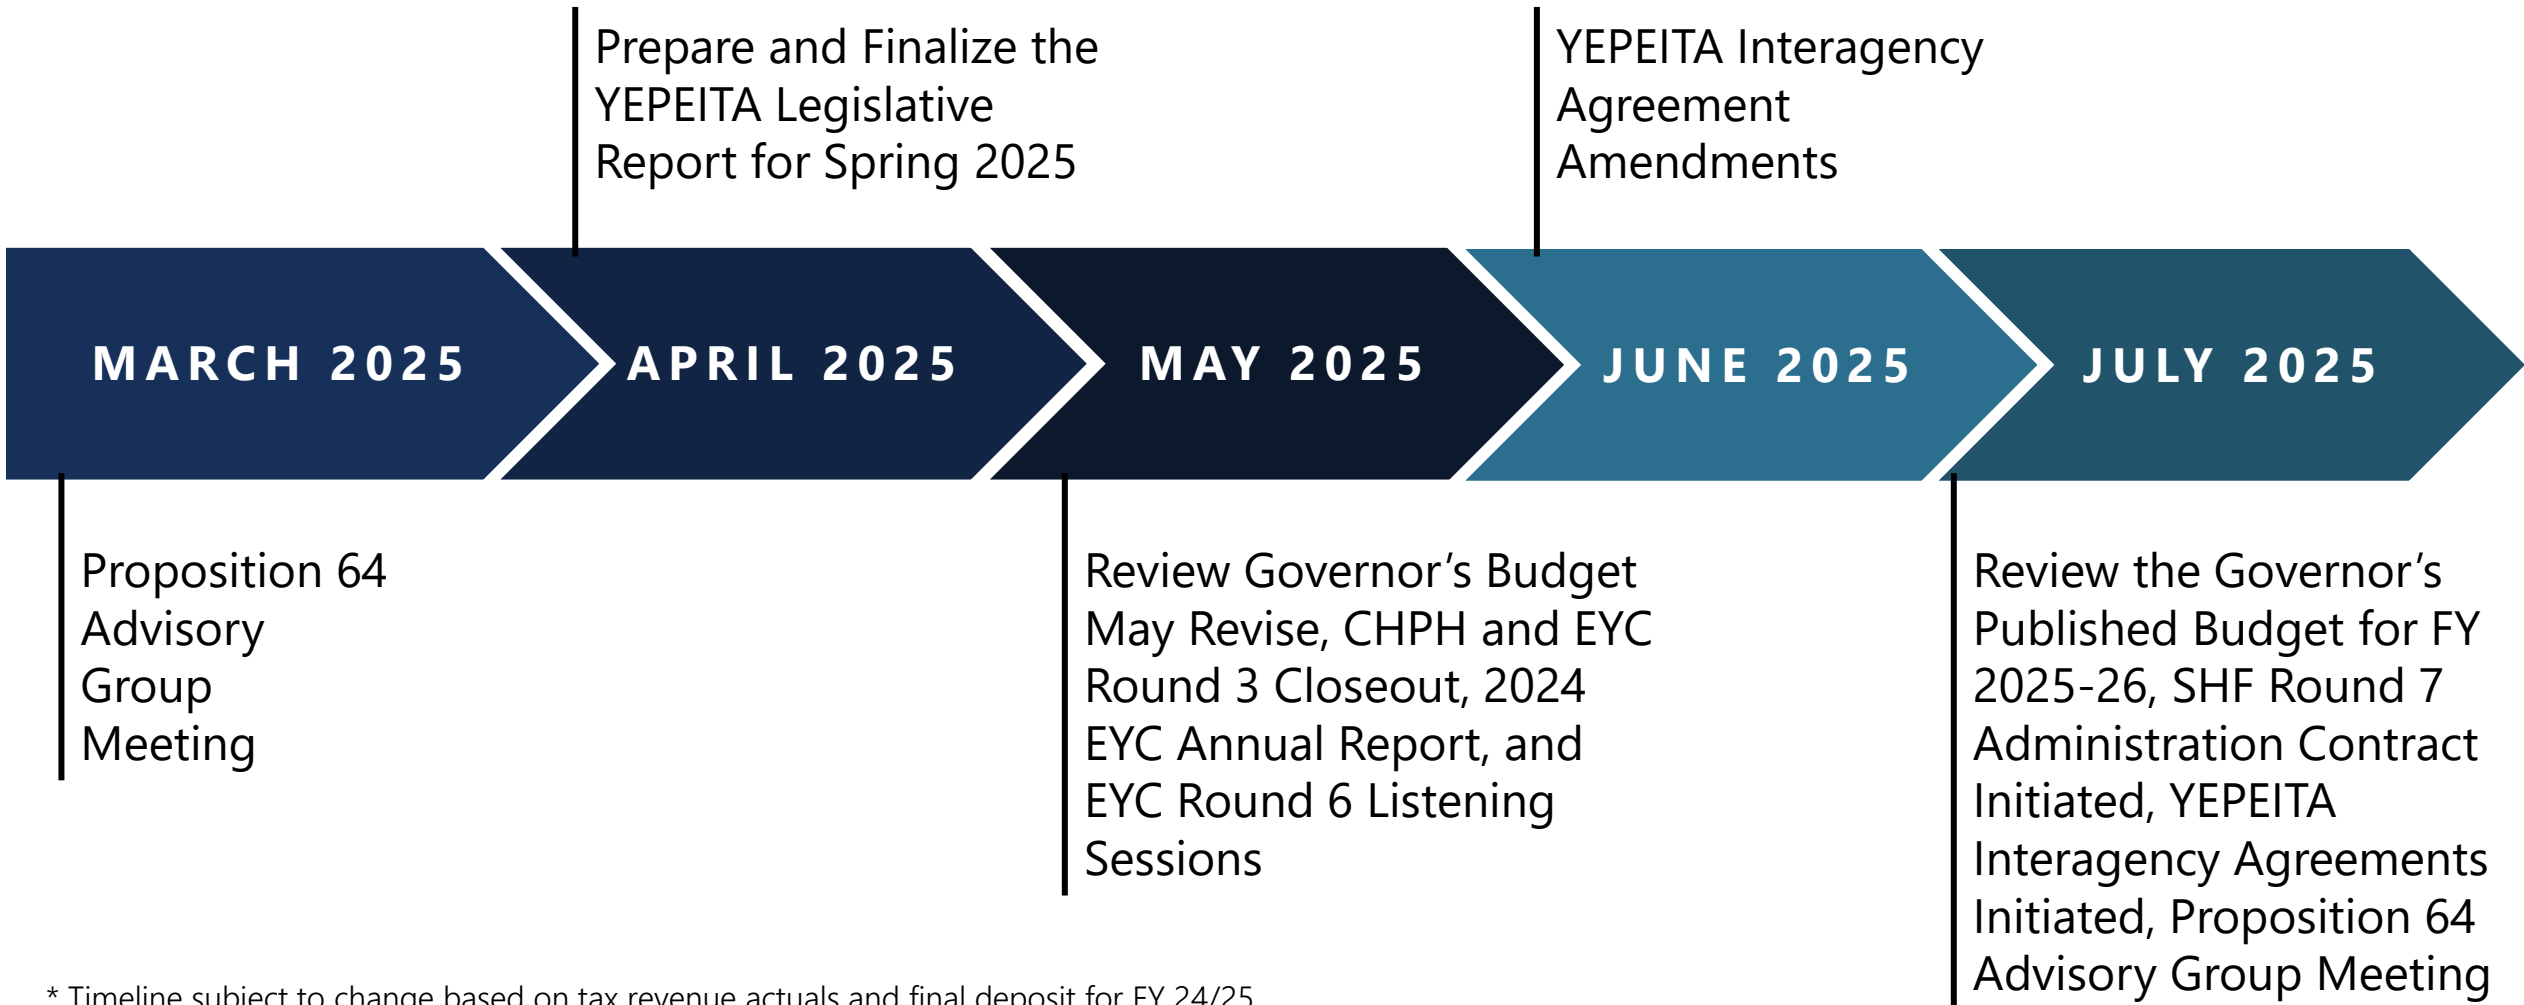 Prepare and Finalize the
YEPEITA Legislative
Report for Spring 2025
YEPEITA Interagency
Agreement
Amendments
MARCH 2025
APRIL 2025
MAY 2025
JUNE 2025
JULY 2025
Proposition 64
Advisory
Group
Meeting
Review Governor’s Budget
May Revise, CHPH and EYC
Round 3 Closeout, 2024
EYC Annual Report, and
EYC Round 6 Listening
Sessions
Review the Governor’s
Published Budget for FY
2025-26, SHF Round 7
Administration Contract
Initiated, YEPEITA
Interagency Agreements
Initiated, Proposition 64
Advisory Group Meeting
* Timeline subject to change based on tax revenue actuals and final deposit for FY 24/25